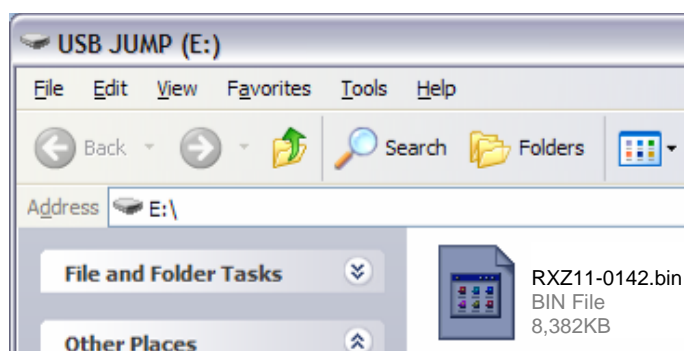 USB JUMP (E:)
File Edit View Favorites Tools Help
Back Search Folders
Address E:\
File and Folder Tasks
Other Places
RXZ11-0142.bin
BIN File
8,382KB